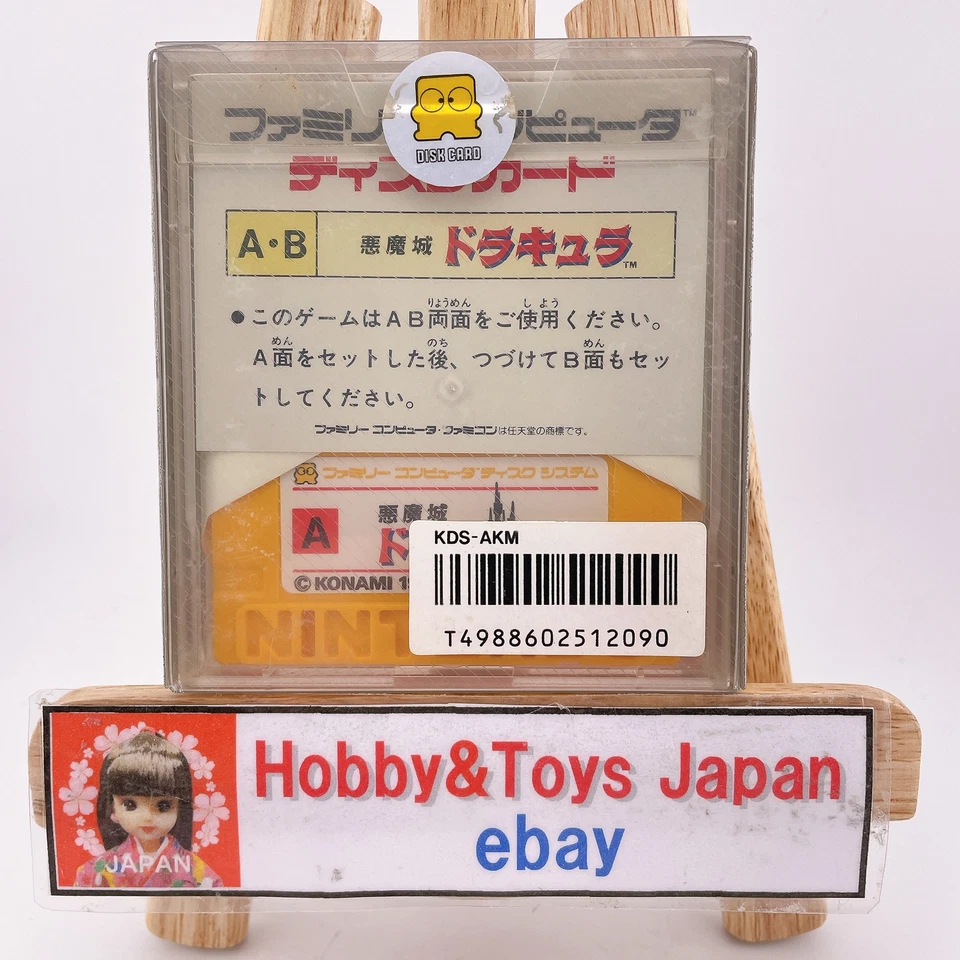 ファミリー ピュータ™
DISK CARD
ディスクカード
A・B 悪魔城 ドラキュラ™
りょうめん しよう
●このゲームはAB両面をご使用ください。
めん のち めん
A面をセットした後、つづけてB面もセッ
トしてください。
ファミリー コンピュータ・ファミコンは任天堂の商標です。
ファミリー コンピュータ ディスク システム
A 悪魔城
ド
©KONAMI 1
NINT
KDS-AKM
T4988602512090
JAPAN
Hobby&Toys Japan
ebay